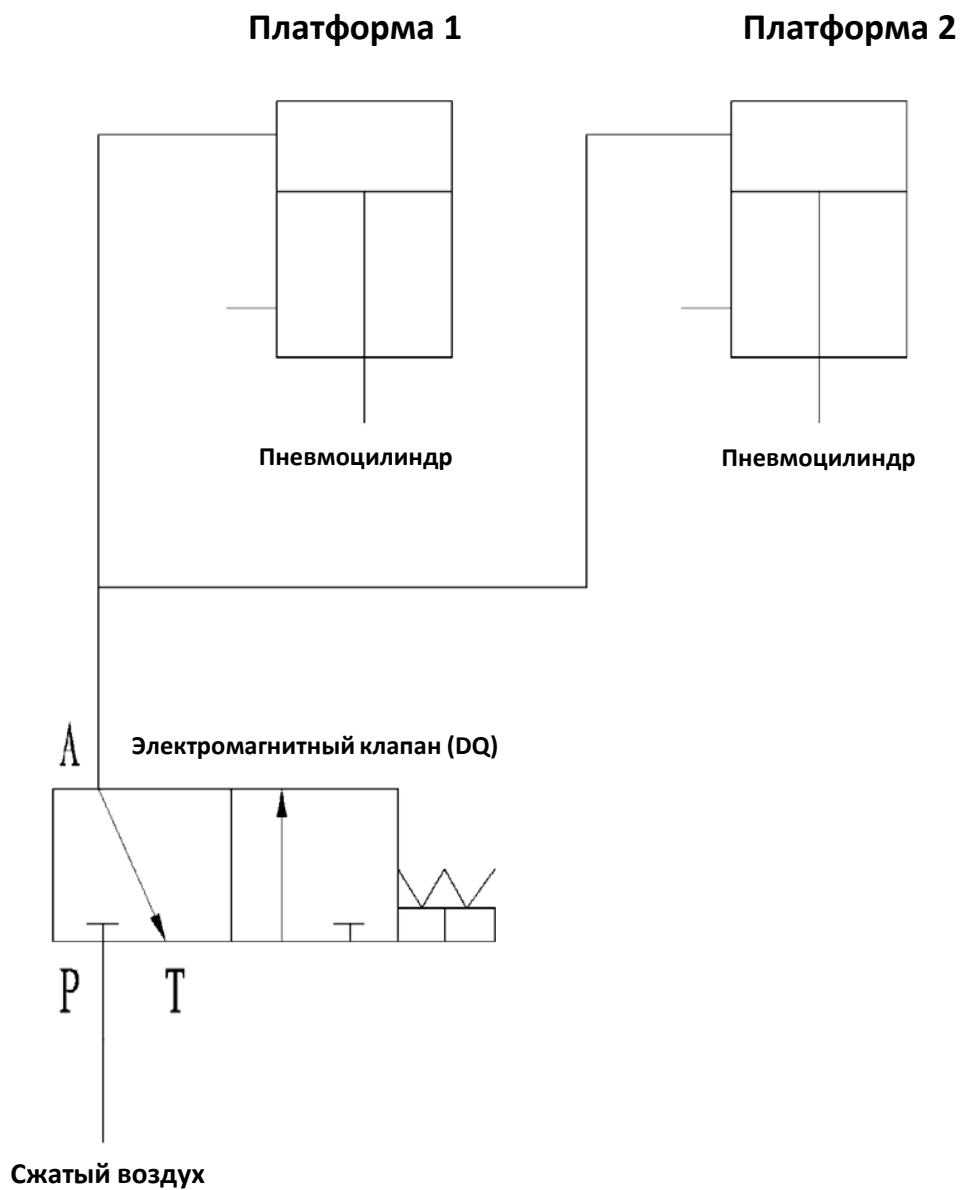 Платформа 1
Платформа 2
Пневмоцилиндр
Пневмоцилиндр
A
Электромагнитный клапан (DQ)
P
T
Сжатый воздух